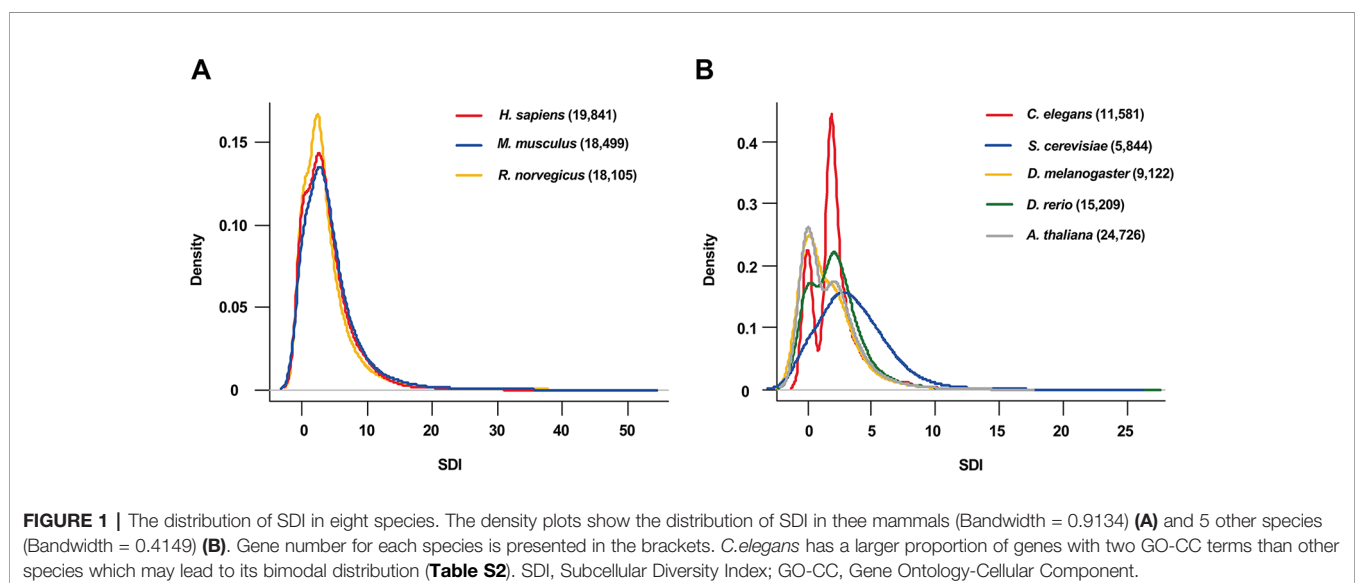 A
H. sapiens (19,841)
M. musculus (18,499)
R. norvegicus (18,105)
0.15
0.10
0.05
0
Density
0 10 20 30 40 50
SDI
B
C. elegans (11,581)
S. cerevisiae (5,844)
D. melanogaster (9,122)
D. rerio (15,209)
A. thaliana (24,726)
0.4
0.3
0.2
0.1
0
Density
0 5 10 15 20 25
SDI
FIGURE 1 | The distribution of SDI in eight species. The density plots show the distribution of SDI in thee mammals (Bandwidth = 0.9134) (A) and 5 other species
(Bandwidth = 0.4149) (B). Gene number for each species is presented in the brackets. C.elegans has a larger proportion of genes with two GO-CC terms than other
species which may lead to its bimodal distribution (Table S2). SDI, Subcellular Diversity Index; GO-CC, Gene Ontology-Cellular Component.